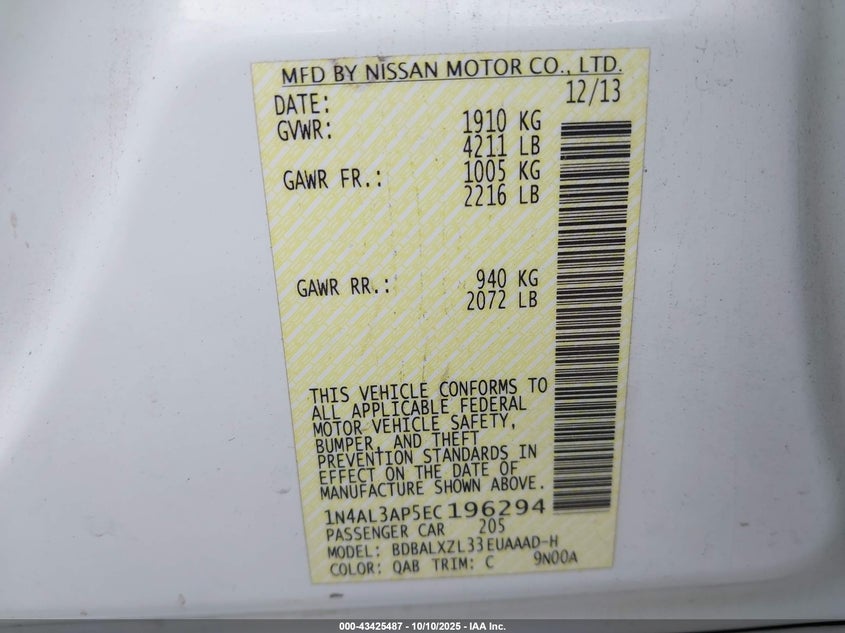 MFD BY NISSAN MOTOR CO., LTD.
DATE: 12/13
GVWR: 1910 KG
4211 LB
GAWR FR.: 1005 KG
2216 LB
GAWR RR.: 940 KG
2072 LB
THIS VEHICLE CONFORMS TO
ALL APPLICABLE FEDERAL
MOTOR VEHICLE SAFETY,
BUMPER, AND THEFT
PREVENTION STANDARDS IN
EFFECT ON THE DATE OF
MANUFACTURE SHOWN ABOVE.
1N4AL3AP5EC196294
PASSENGER CAR 205
MODEL: BDBALXZL33EUAAAD-H
COLOR: QAB TRIM: C 9N00A
000-43425487 - 10/10/2025 - IAA Inc.